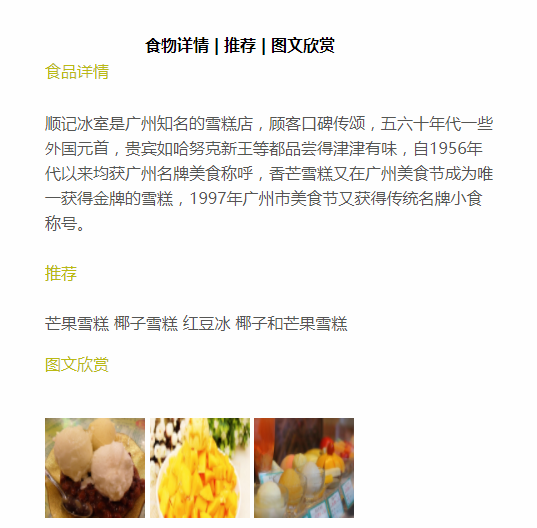 食物详情 | 推荐 | 图文欣赏
食品详情
顺记冰室是广州知名的雪糕店，顾客口碑传颂，五六十年代一些
外国元首，贵宾如哈努克新王等都品尝得津津有味，自1956年
代以来均获广州名牌美食称呼，香芒雪糕又在广州美食节成为唯
一获得金牌的雪糕，1997年广州市美食节又获得传统名牌小食
称号。
推荐
芒果雪糕 椰子雪糕 红豆冰 椰子和芒果雪糕
图文欣赏